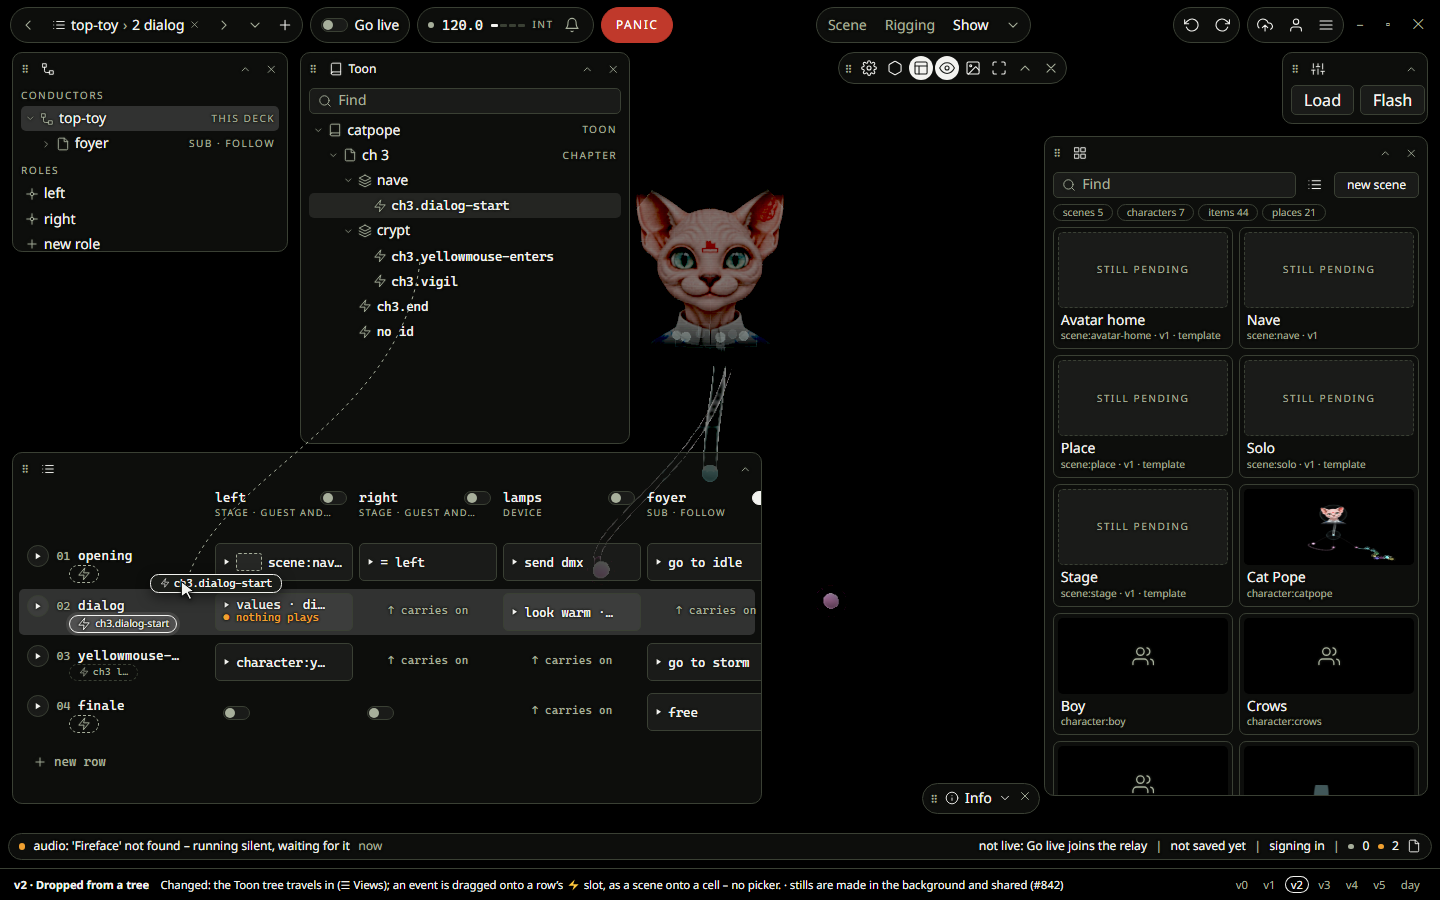 top-toy › 2 dialog
Go live
120.0
INT
PANIC
Scene
Rigging
Show
CONDUCTORS
top-toy
THIS DECK
foyer
SUB · FOLLOW
ROLES
left
right
new role
Toon
Find
catpope
TOON
ch 3
CHAPTER
nave
ch3.dialog-start
crypt
ch3.yellowmouse-enters
ch3.vigil
ch3.end
no id
Load
Flash
Find
new scene
scenes 5
characters 7
items 44
places 21
STILL PENDING
STILL PENDING
Avatar home
scene:avatar-home · v1 · template
Nave
scene:nave · v1
STILL PENDING
STILL PENDING
Place
scene:place · v1 · template
Solo
scene:solo · v1 · template
STILL PENDING
Stage
scene:stage · v1 · template
Cat Pope
character:catpope
Boy
character:boy
Crows
character:crows
left
STAGE · GUEST AND…
right
STAGE · GUEST AND…
lamps
DEVICE
foyer
SUB · FOLLOW
01 opening
scene:nav…
= left
send dmx
go to idle
ch3.dialog-start
02 dialog
ch3.dialog-start
values · di…
nothing plays
↑ carries on
look warm ·…
↑ carries on
03 yellowmouse-…
ch3 l…
character:y…
↑ carries on
↑ carries on
go to storm
04 finale
↑ carries on
free
+ new row
Info
audio: 'Fireface' not found – running silent, waiting for it now
not live: Go live joins the relay | not saved yet | signing in | 0 2
v2 · Dropped from a tree Changed: the Toon tree travels in (☰ Views); an event is dragged onto a row's ⚡ slot, as a scene onto a cell – no picker. · stills are made in the background and shared (#842)
v0 v1 v2 v3 v4 v5 day